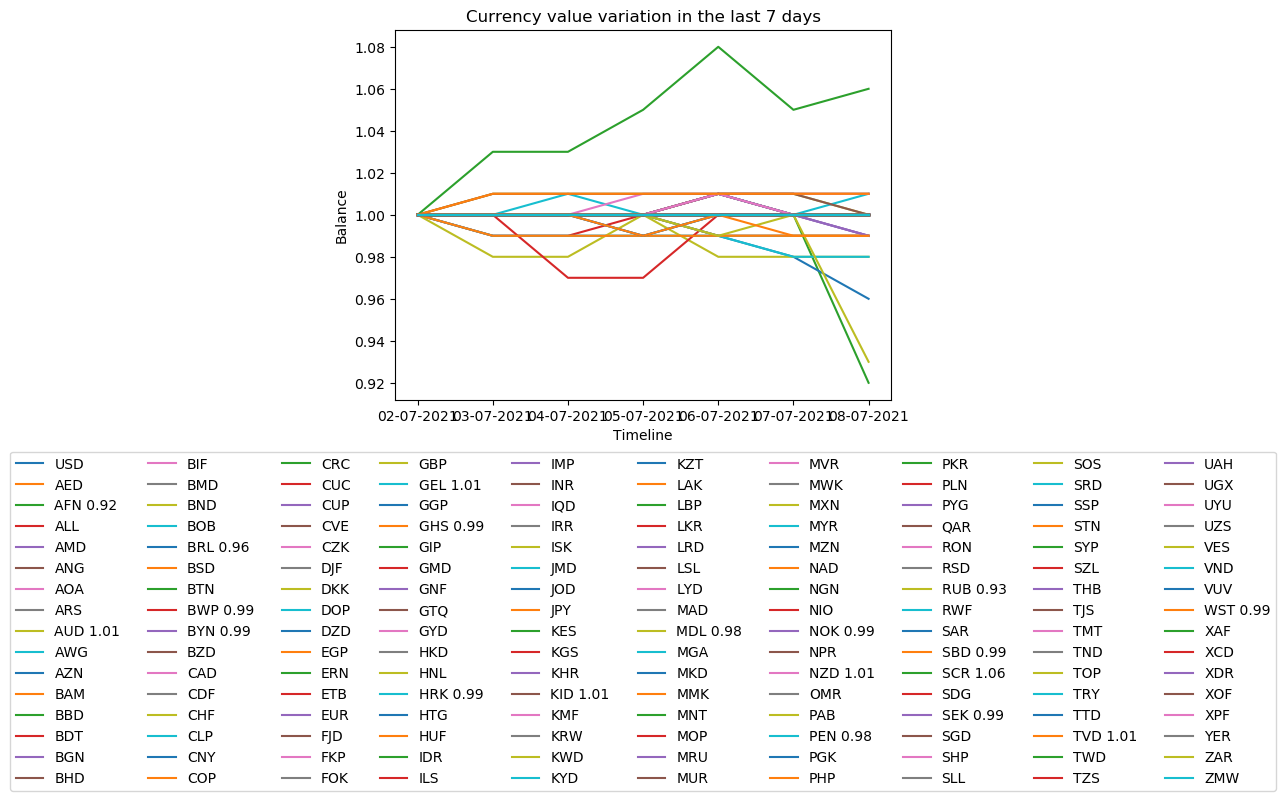 Currency value variation in the last 7 days
1.08
1.06
1.04
1.02
1.00
0.98
0.96
0.94
0.92
Balance
02-07-2021 03-07-2021 04-07-2021 05-07-2021 06-07-2021 07-07-2021 08-07-2021
Timeline
USD BIF CRC GBP IMP KZT MVR PKR SOS UAH
AED BMD CUC GEL 1.01 INR LAK MWK PLN SRD UGX
AFN 0.92 BND CUP GGP IQD LBP MXN PYG SSP UYU
ALL BOB CVE GHS 0.99 IRR LKR MYR QAR STN UZS
AMD BRL 0.96 CZK GIP ISK LRD MZN RON SYP VES
ANG BSD DJF GMD JMD LSL NAD RSD SZL VND
AOA BTN DKK GNF JOD LYD NGN RUB 0.93 THB VUV
ARS BWP 0.99 DOP GTQ JPY MAD NIO RWF TJS WST 0.99
AUD 1.01 BYN 0.99 DZD GYD KES MDL 0.98 NOK 0.99 SAR TMT XAF
AWG BZD EGP HKD KGS MGA NPR SBD 0.99 TND XCD
AZN CAD ERN HNL KHR MKD NZD 1.01 SCR 1.06 TOP XDR
BAM CDF ETB HRK 0.99 KID 1.01 MMK OMR SDG TRY XOF
BBD CHF EUR HTG KMF MNT PAB SEK 0.99 TTD XPF
BDT CLP FJD HUF KRW MOP PEN 0.98 SGD TVD 1.01 YER
BGN CNY FKP IDR KWD MRU PGK SHP TWD ZAR
BHD COP FOK ILS KYD MUR PHP SLL TZS ZMW